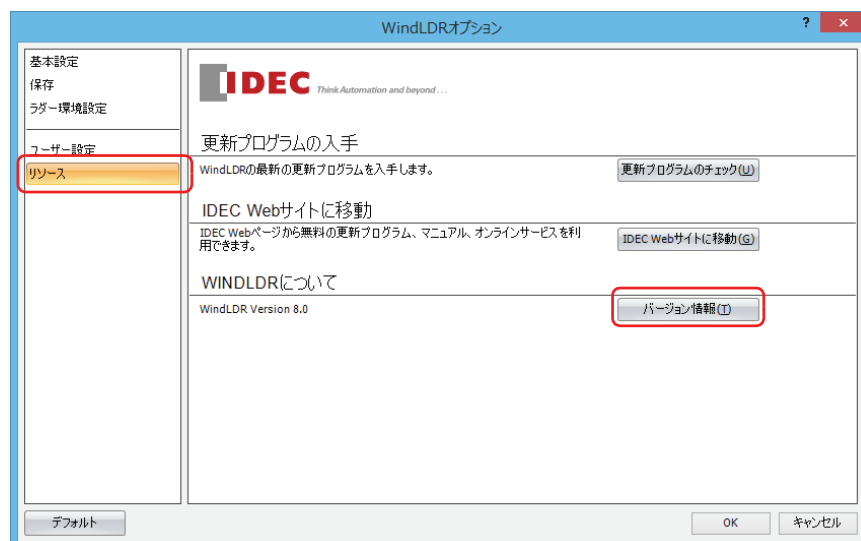 WindLDRオプション
? ×
基本設定
保存
ラダー環境設定
ユーザー設定
リソース
IDEC Think Automation and beyond...
更新プログラムの入手
WindLDRの最新の更新プログラムを入手します。
更新プログラムのチェック(U)
IDEC Webサイトに移動
IDEC Webページから無料の更新プログラム、マニュアル、オンラインサービスを利
用できます。
IDEC Webサイトに移動(G)
WINDLDRについて
WindLDR Version 8.0
バージョン情報(T)
デフォルト
OK
キャンセル